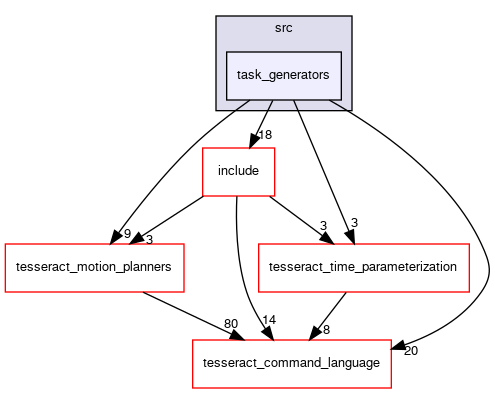 src
task_generators
18
include
9
3
3
3
tesseract_motion_planners
tesseract_time_parameterization
80
14
8
20
tesseract_command_language